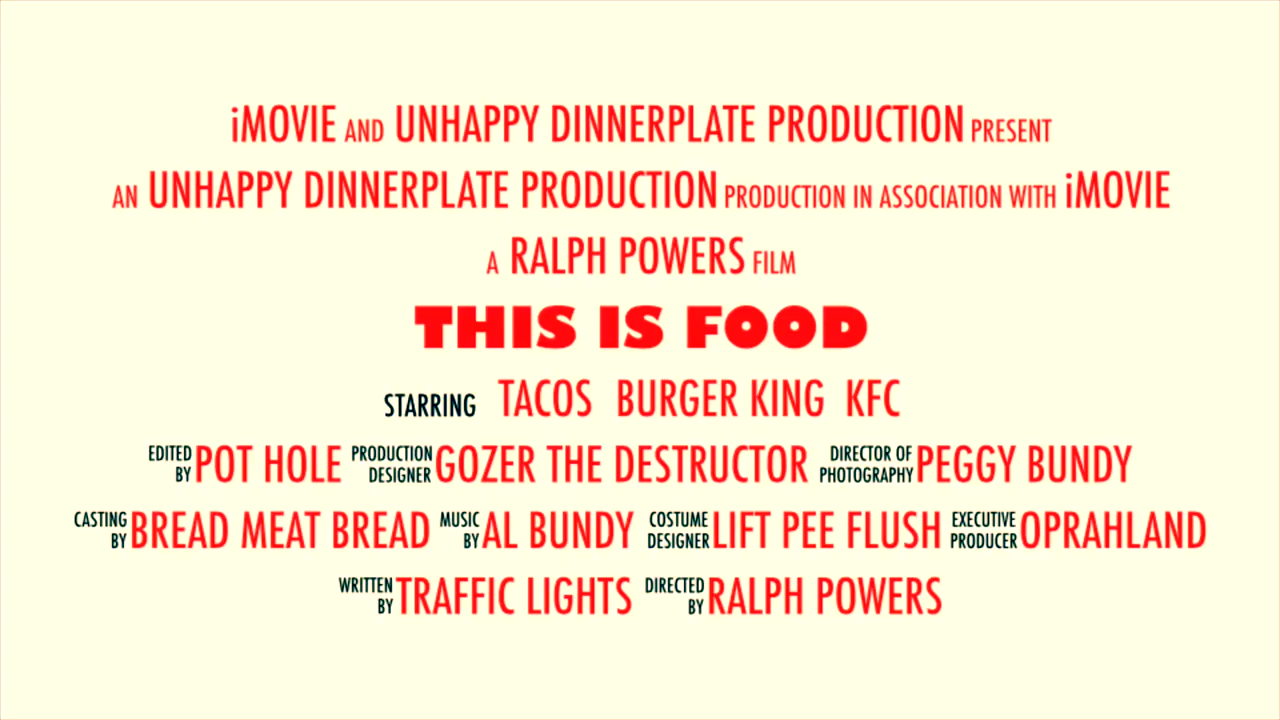 iMOVIE AND UNHAPPY DINNERPLATE PRODUCTION PRESENT
AN UNHAPPY DINNERPLATE PRODUCTION PRODUCTION IN ASSOCIATION WITH iMOVIE
A RALPH POWERS FILM
THIS IS FOOD
STARRING TACOS BURGER KING KFC
EDITED BY POT HOLE PRODUCTION DESIGNER GOZER THE DESTRUCTOR DIRECTOR OF PHOTOGRAPHY PEGGY BUNDY
CASTING BY BREAD MEAT BREAD MUSIC BY AL BUNDY COSTUME DESIGNER LIFT PEE FLUSH EXECUTIVE PRODUCER OPRAHLAND
WRITTEN BY TRAFFIC LIGHTS DIRECTED BY RALPH POWERS